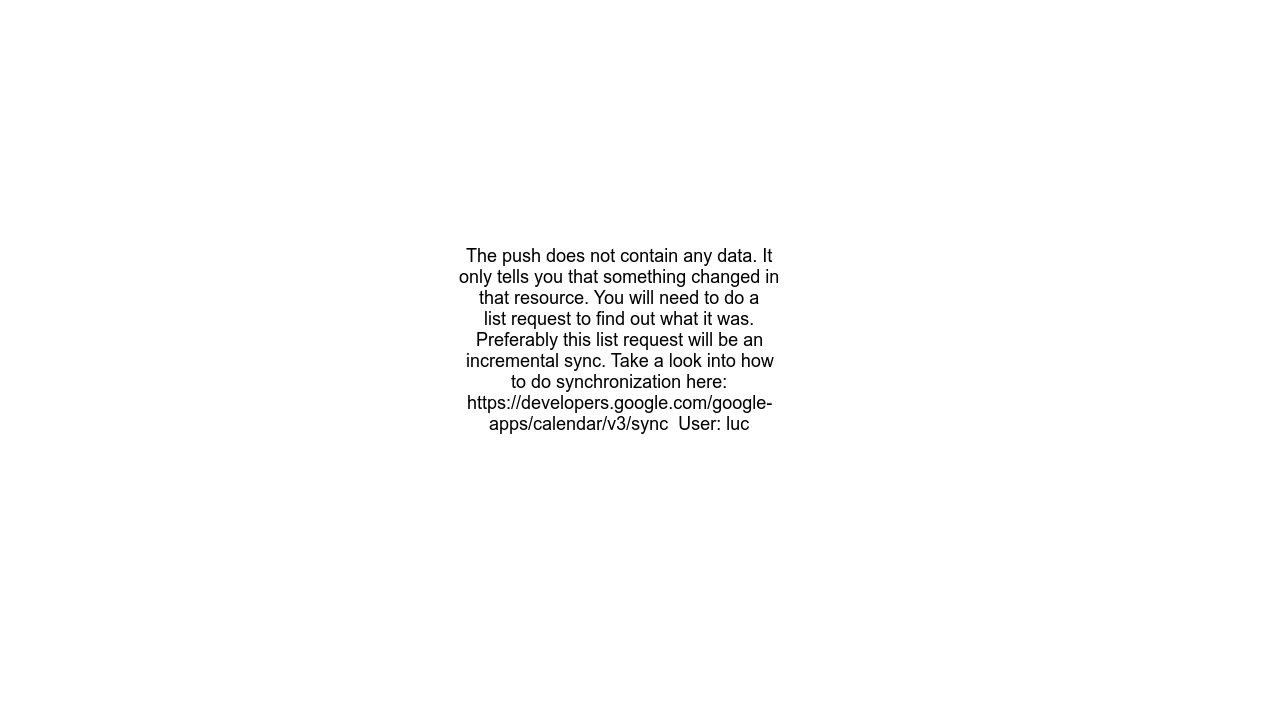 The push does not contain any data. It
only tells you that something changed in
that resource. You will need to do a
list request to find out what it was.
Preferably this list request will be an
incremental sync. Take a look into how
to do synchronization here:
https://developers.google.com/google-
apps/calendar/v3/sync  User: luc